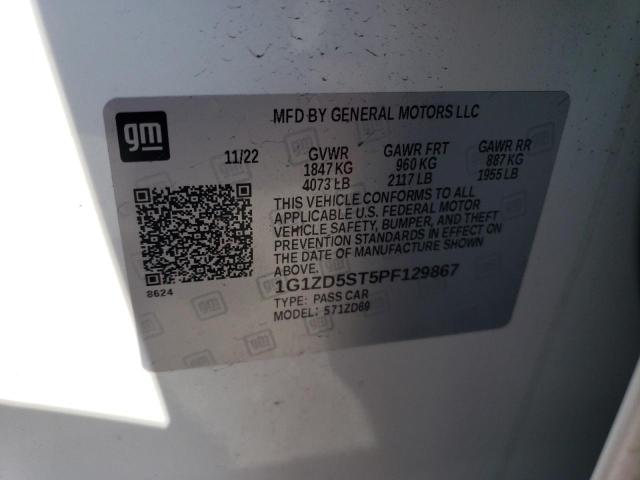 gm
MFD BY GENERAL MOTORS LLC
11/22 GVWR GAWR FRT GAWR RR
1847 KG 960 KG 887 KG
4073 LB 2117 LB 1955 LB
THIS VEHICLE CONFORMS TO ALL
APPLICABLE U.S. FEDERAL MOTOR
VEHICLE SAFETY, BUMPER, AND THEFT
PREVENTION STANDARDS IN EFFECT ON
THE DATE OF MANUFACTURE SHOWN
ABOVE.
8624
1G1ZD5ST5PF129867
TYPE: PASS CAR
MODEL: 571ZD69